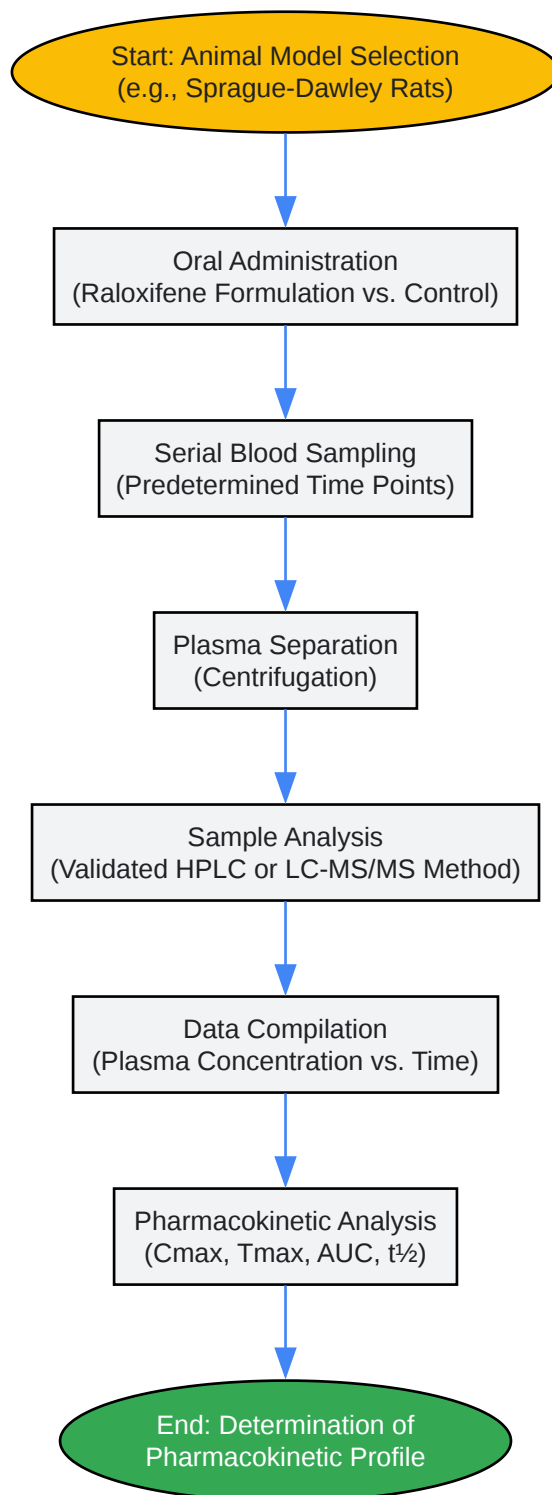 Start: Animal Model Selection
(e.g., Sprague-Dawley Rats)
Oral Administration
(Raloxifene Formulation vs. Control)
Serial Blood Sampling
(Predetermined Time Points)
Plasma Separation
(Centrifugation)
Sample Analysis
(Validated HPLC or LC-MS/MS Method)
Data Compilation
(Plasma Concentration vs. Time)
Pharmacokinetic Analysis
(Cmax, Tmax, AUC, t½)
End: Determination of
Pharmacokinetic Profile